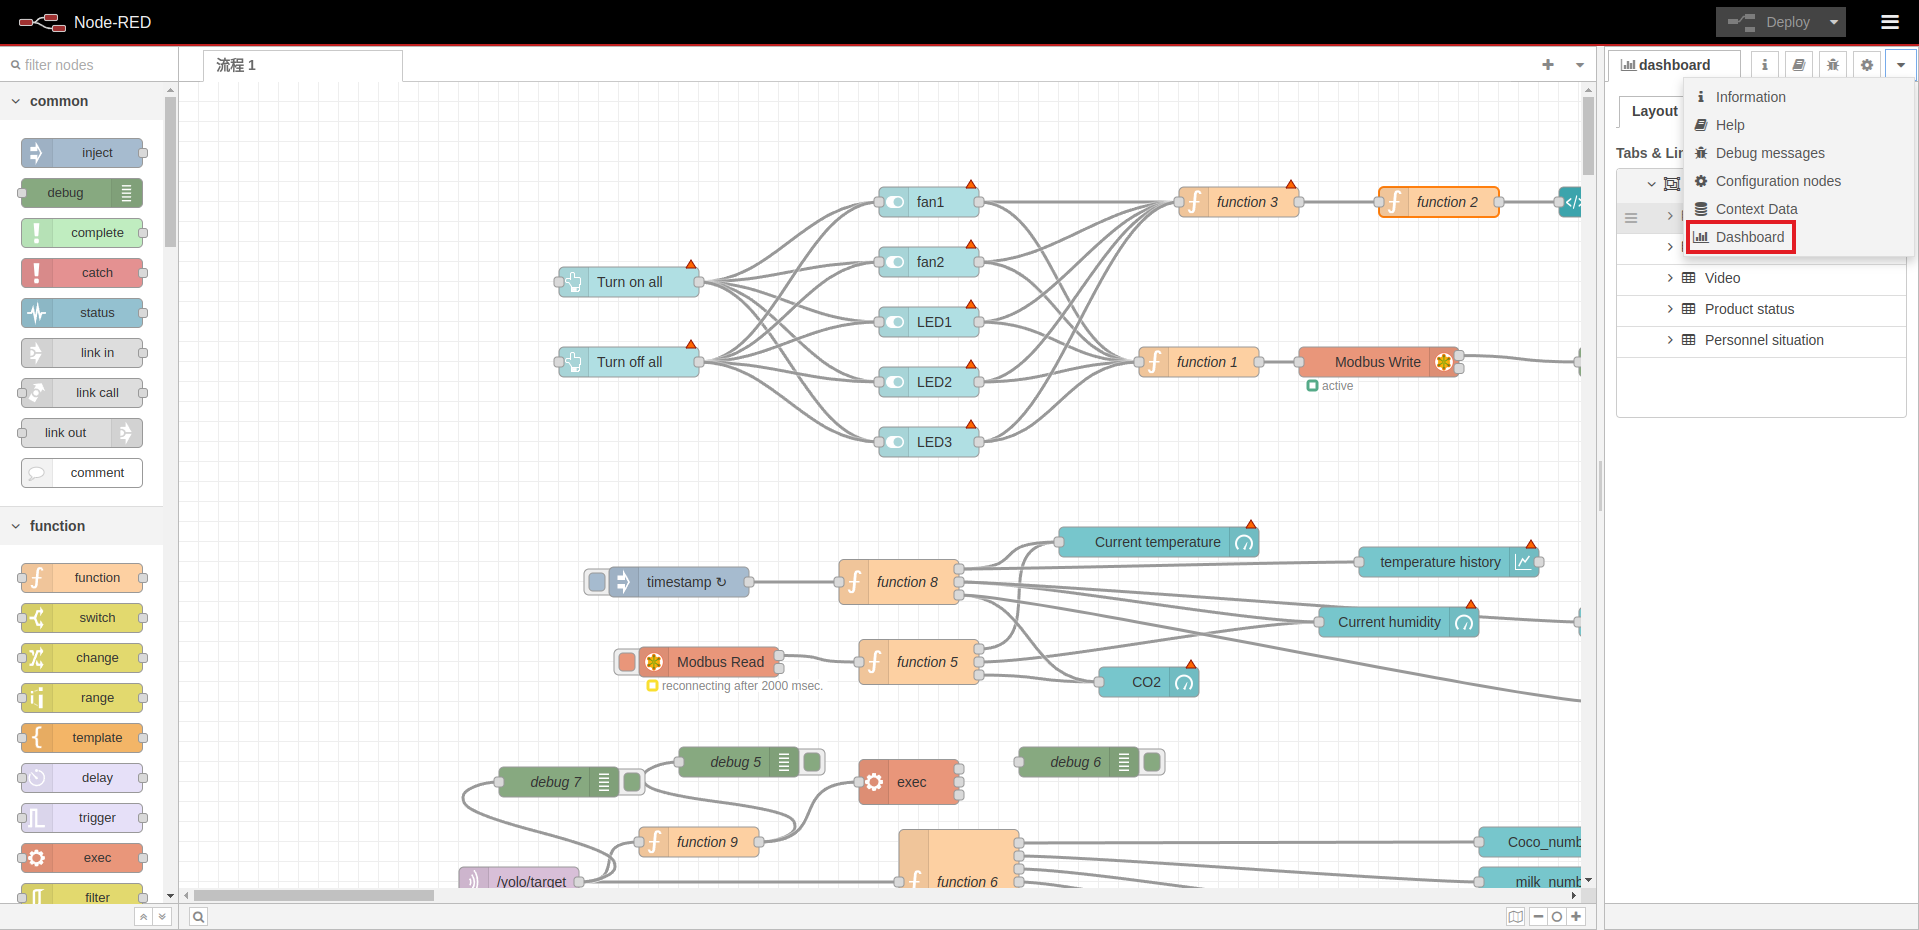 Node-RED
Deploy
filter nodes
流程 1
dashboard
common
inject
debug
complete
catch
status
link in
link call
link out
comment
function
function
switch
change
range
template
delay
trigger
exec
filter
Turn on all
Turn off all
fan1
fan2
LED1
LED2
LED3
function 3
function 2
function 1
Modbus Write
active
timestamp ↻
function 8
Current temperature
temperature history
Current humidity
Modbus Read
reconnecting after 2000 msec.
function 5
CO2
debug 5
debug 6
debug 7
exec
function 9
/yolo/target
function 6
Coco_numb
milk_numb
Layout
Tabs & Lin
Information
Help
Debug messages
Configuration nodes
Context Data
Dashboard
Video
Product status
Personnel situation